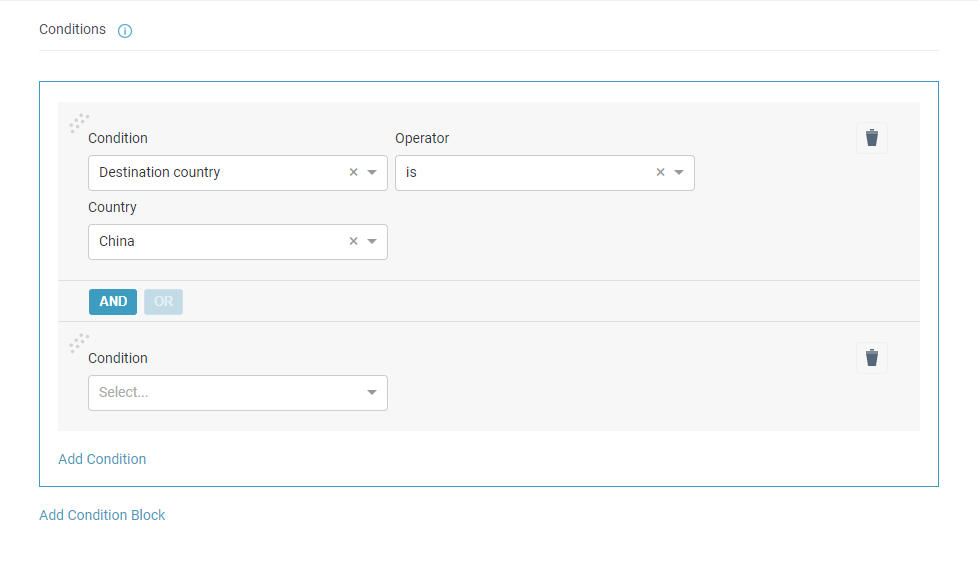 Conditions
Condition
Operator
Destination country
is
Country
China
AND
OR
Condition
Select...
Add Condition
Add Condition Block